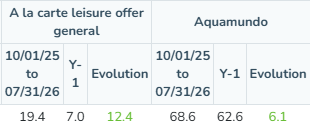 A la carte leisure offer general Aquamundo
10/01/25 to 07/31/26 Y-1 Evolution 10/01/25 to 07/31/26 Y-1 Evolution
19.4 7.0 12.4 68.6 62.6 6.1